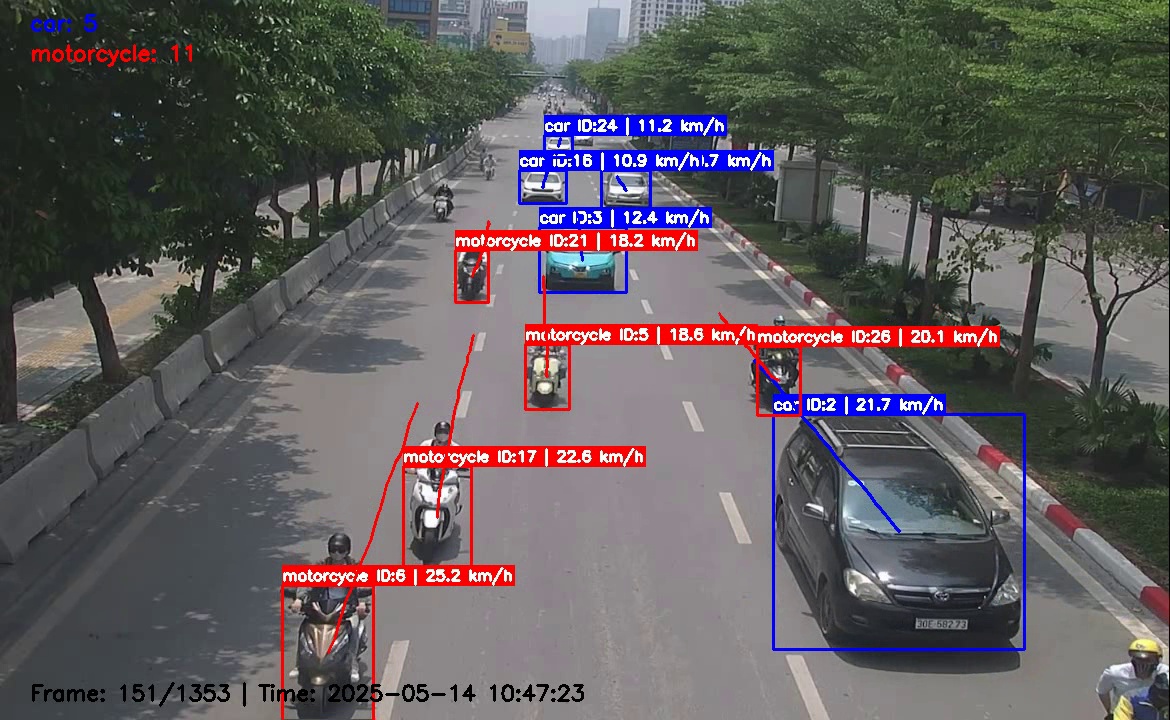 car: 5
motorcycle: 11
car ID:24 | 11.2 km/h
car ID:16 | 10.9 km/h
.7 km/h
car ID:3 | 12.4 km/h
motorcycle ID:21 | 18.2 km/h
motorcycle ID:5 | 18.6 km/h
motorcycle ID:26 | 20.1 km/h
car ID:2 | 21.7 km/h
motorcycle ID:17 | 22.6 km/h
motorcycle ID:6 | 25.2 km/h
30E-582.73
Frame: 151/1353 | Time: 2025-05-14 10:47:23